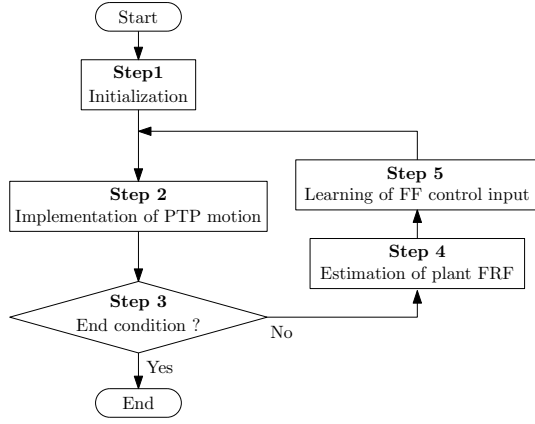 Start
Step1
Initialization
Step 2
Implementation of PTP motion
Step 3
End condition ?
Yes
End
No
Step 4
Estimation of plant FRF
Step 5
Learning of FF control input